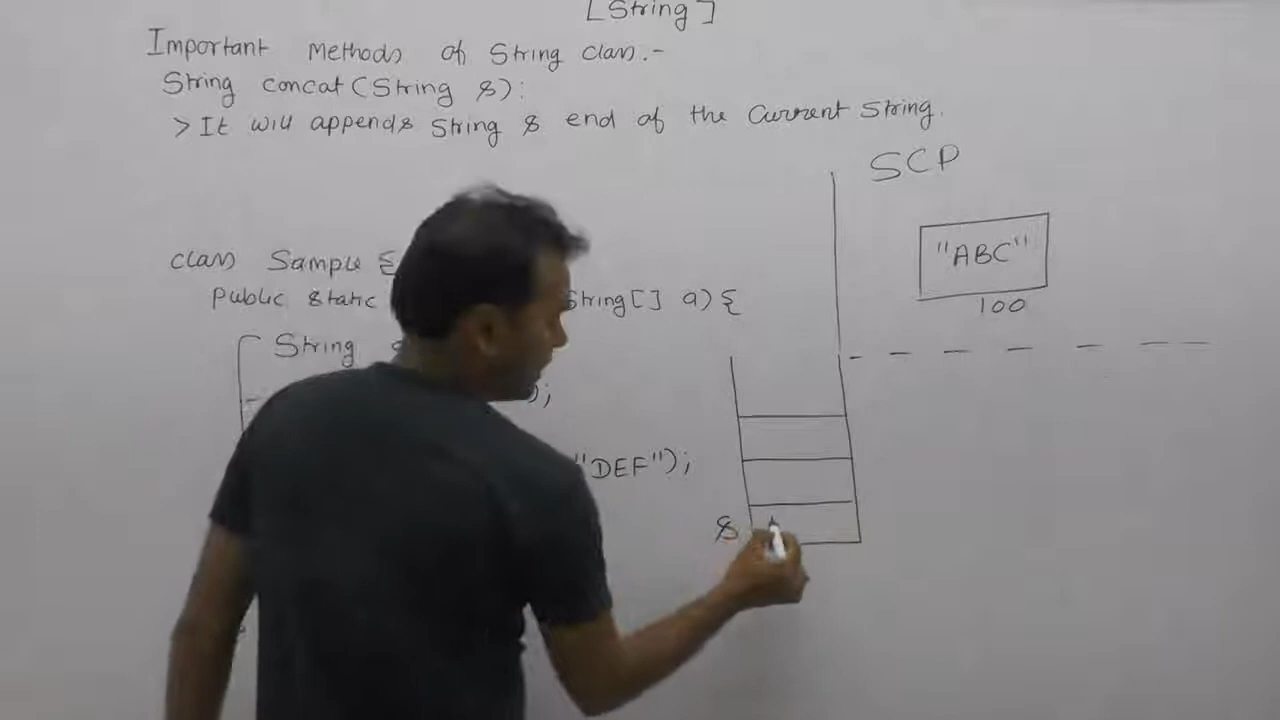 [String]
Important Methods of String class.-
String concat(String s):
> It will appends String s end of the Current String.
SCP
"ABC"
100
class Sample {
Public static String[] a) {
String
);
"DEF");
s